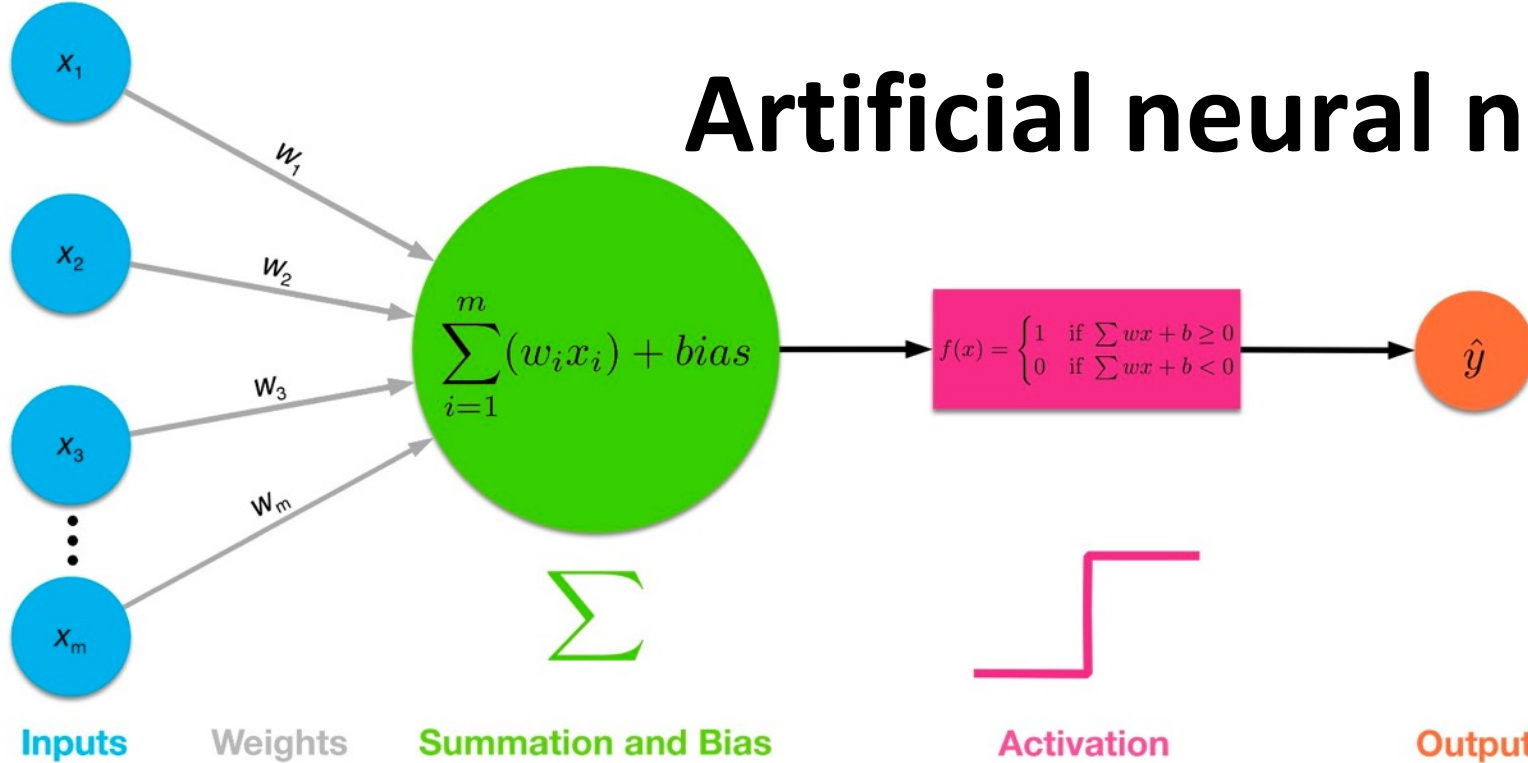 Artificial neural n
x₁
w₁
x₂
w₂
x₃
w₃
xₘ
wₘ
m
∑(wᵢxᵢ) + bias
i=1
f(x) = {1 if ∑ wx + b ≥ 0
0 if ∑ wx + b < 0
ŷ
∑
Inputs Weights Summation and Bias Activation Output